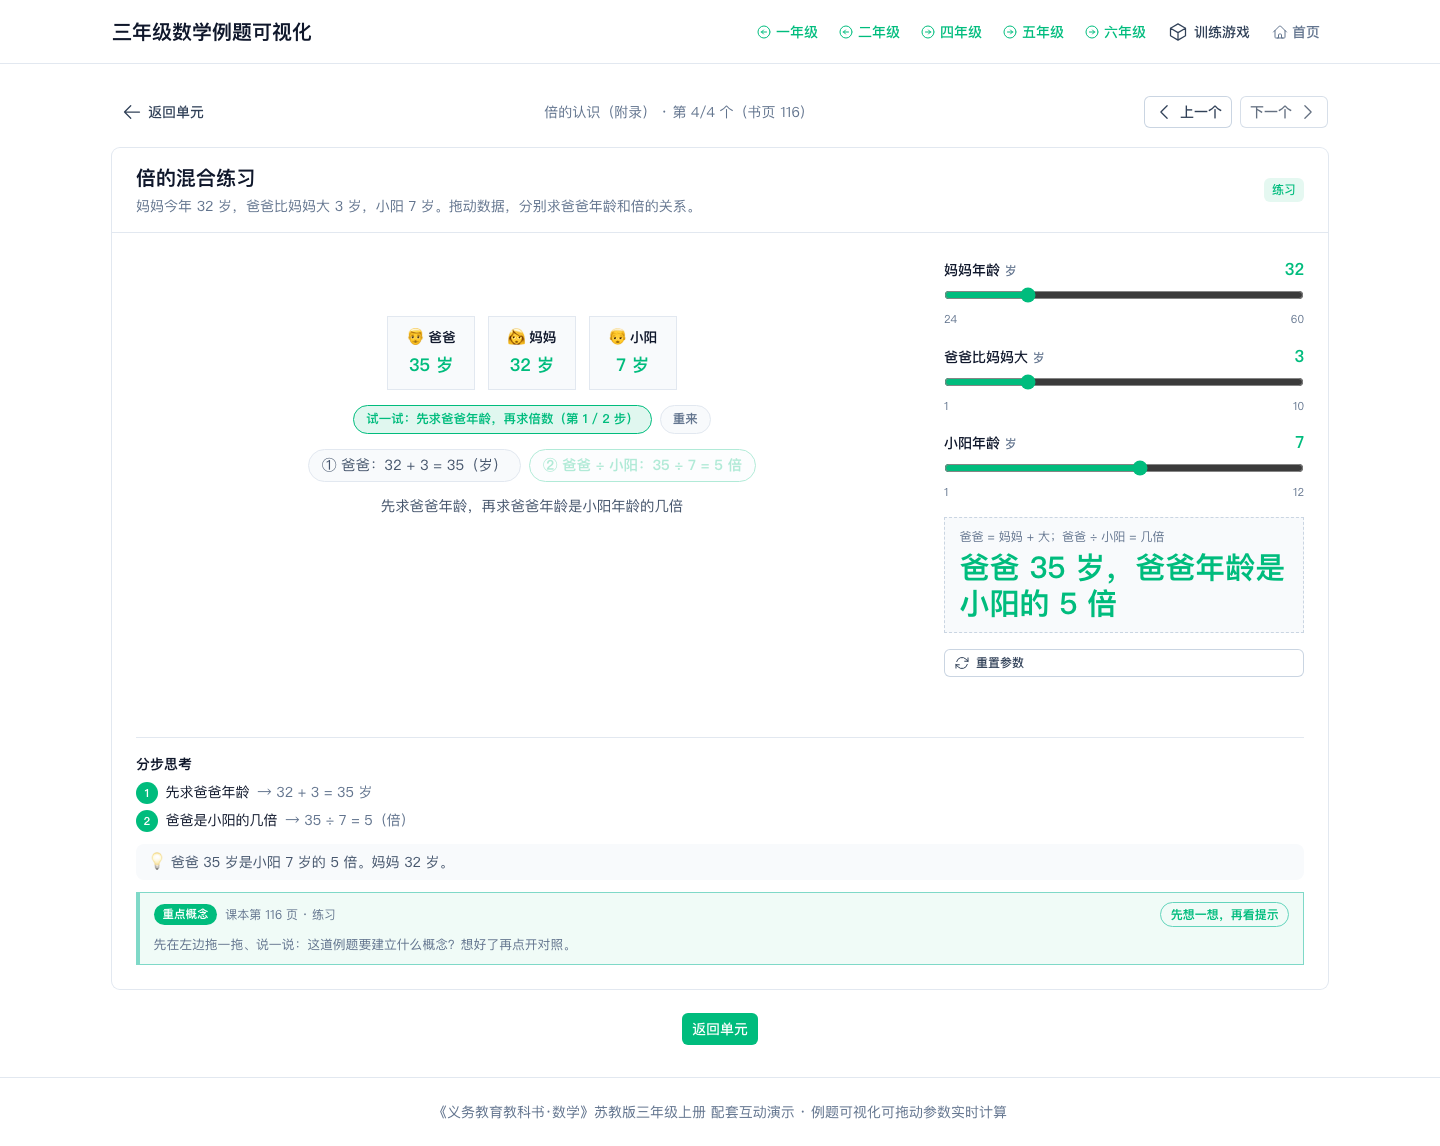 三年级数学例题可视化
一年级 二年级 四年级 五年级 六年级 训练游戏 首页
返回单元
倍的认识（附录） · 第 4/4 个（书页 116）
上一个
下一个
倍的混合练习
妈妈今年 32 岁，爸爸比妈妈大 3 岁，小阳 7 岁。拖动数据，分别求爸爸年龄和倍的关系。
练习
爸爸
35 岁
妈妈
32 岁
小阳
7 岁
试一试：先求爸爸年龄，再求倍数（第 1 / 2 步）
重来
① 爸爸：32 + 3 = 35（岁）
② 爸爸 ÷ 小阳：35 ÷ 7 = 5 倍
先求爸爸年龄，再求爸爸年龄是小阳年龄的几倍
妈妈年龄 岁 32
24 60
爸爸比妈妈大 岁 3
1 10
小阳年龄 岁 7
1 12
爸爸 = 妈妈 + 大；爸爸 ÷ 小阳 = 几倍
爸爸 35 岁，爸爸年龄是
小阳的 5 倍
重置参数
分步思考
1 先求爸爸年龄 → 32 + 3 = 35 岁
2 爸爸是小阳的几倍 → 35 ÷ 7 = 5（倍）
爸爸 35 岁是小阳 7 岁的 5 倍。妈妈 32 岁。
重点概念 课本第 116 页 · 练习
先想一想，再看提示
先在左边拖一拖、说一说：这道例题要建立什么概念？想好了再点开对照。
返回单元
《义务教育教科书·数学》苏教版三年级上册 配套互动演示 · 例题可视化可拖动参数实时计算